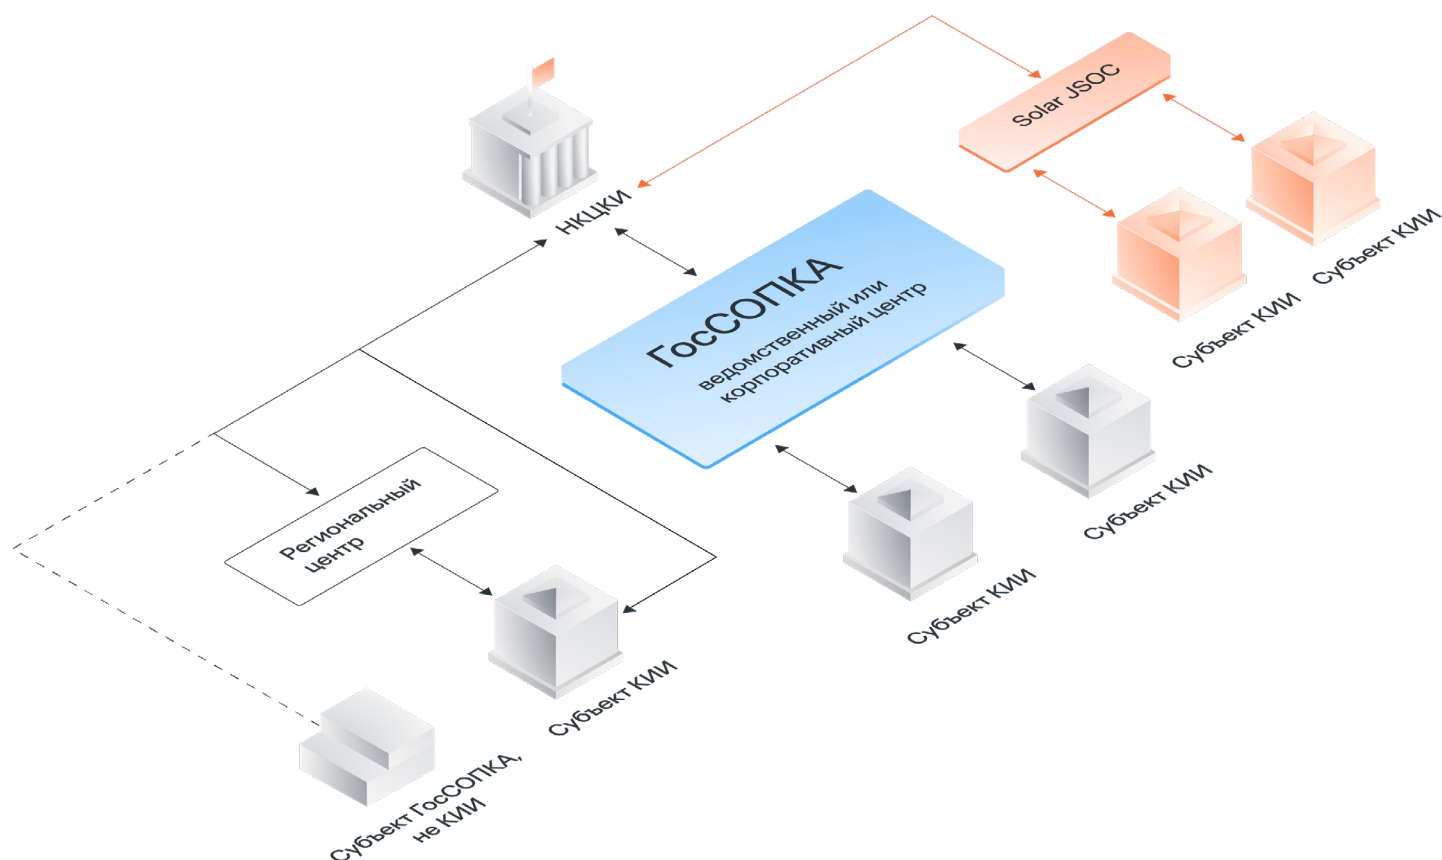 Solar JSOC
НКЦКИ
Субъект КИИ
Субъект КИИ
ГосСОПКА
ведомственный или
корпоративный центр
Субъект КИИ
Субъект КИИ
Региональный
центр
Субъект КИИ
Субъект ГосСОПКА,
не КИИ